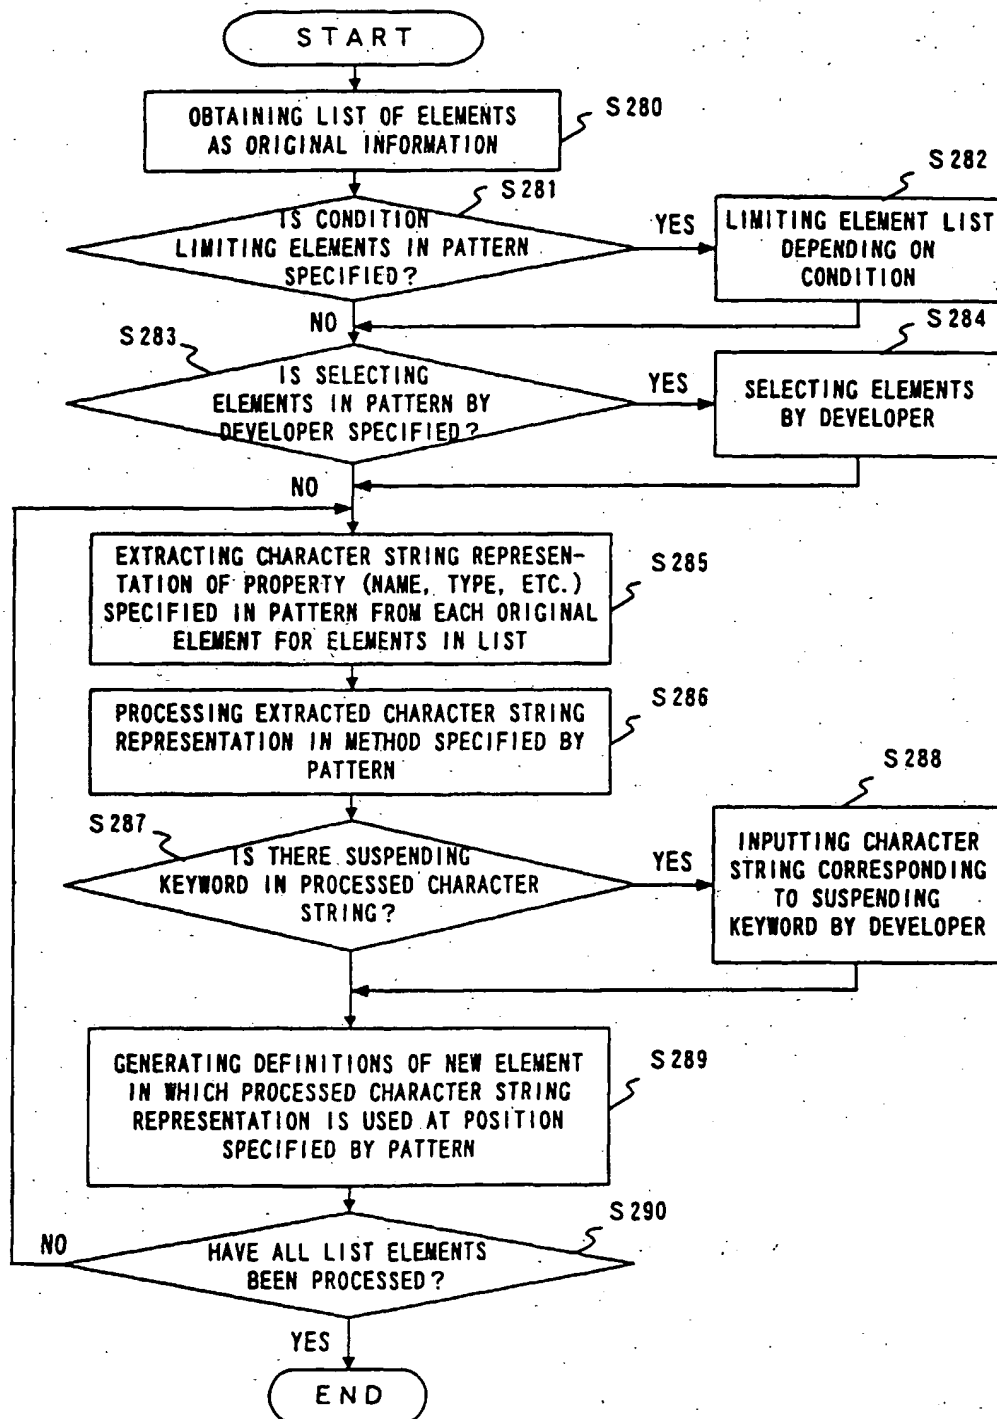 START
OBTAINING LIST OF ELEMENTS
AS ORIGINAL INFORMATION
S280
S281
IS CONDITION
LIMITING ELEMENTS IN PATTERN
SPECIFIED?
YES
S282
LIMITING ELEMENT LIST
DEPENDING ON
CONDITION
NO
S283
IS SELECTING
ELEMENTS IN PATTERN BY
DEVELOPER SPECIFIED?
YES
S284
SELECTING ELEMENTS
BY DEVELOPER
NO
EXTRACTING CHARACTER STRING REPRESEN-
TATION OF PROPERTY (NAME, TYPE, ETC.)
SPECIFIED IN PATTERN FROM EACH ORIGINAL
ELEMENT FOR ELEMENTS IN LIST
S285
PROCESSING EXTRACTED CHARACTER STRING
REPRESENTATION IN METHOD SPECIFIED BY
PATTERN
S286
S287
IS THERE SUSPENDING
KEYWORD IN PROCESSED CHARACTER
STRING?
YES
S288
INPUTTING CHARACTER
STRING CORRESPONDING
TO SUSPENDING
KEYWORD BY DEVELOPER
GENERATING DEFINITIONS OF NEW ELEMENT
IN WHICH PROCESSED CHARACTER STRING
REPRESENTATION IS USED AT POSITION
SPECIFIED BY PATTERN
S289
S290
HAVE ALL LIST ELEMENTS
BEEN PROCESSED?
NO
YES
END